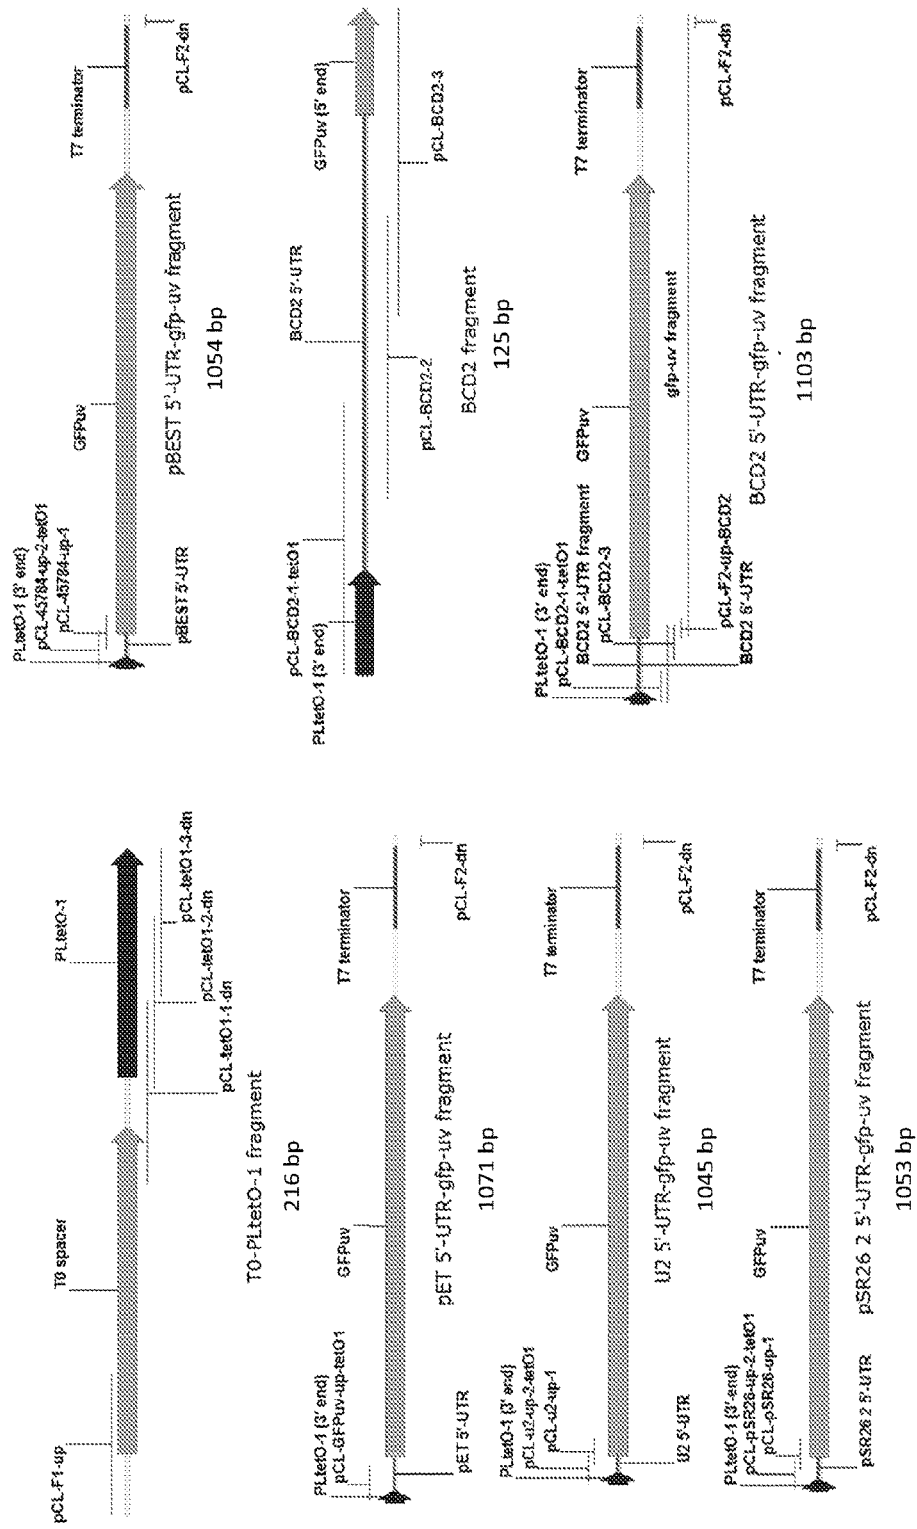 pCL-F1-up
T0 spacer
PLtetO-1
pCL-tetO1-1-dn
pCL-tetO1-2-dn
pCL-tetO1-3-dn
T0-PLtetO-1 fragment
216 bp
PLtetO-1 (3' end)
pCL-GFPuv-up-tetO1
GFPuv
T7 terminator
pET 5'-UTR
pCL-F2-dn
pET 5'-UTR-gfp-uv fragment
1071 bp
PLtetO-1 (3' end)
pCL-u2-up-2-tetO1
pCL-u2-up-1
GFPuv
T7 terminator
U2 5'-UTR
pCL-F2-dn
U2 5'-UTR-gfp-uv fragment
1045 bp
PLtetO-1 (3'-end)
pCL-pSR26-up-2-tetO1
pCL-pSR26-up-1
GFPuv
T7 terminator
pSR26 2 5'-UTR
pCL-F2-dn
pSR26 2 5'-UTR-gfp-uv fragment
1053 bp
PLtetO-1 (3' end)
pCL-45784-up-2-tetO1
pCL-45784-up-1
GFPuv
T7 terminator
pBEST 5'-UTR
pCL-F2-dn
pBEST 5'-UTR-gfp-uv fragment
1054 bp
pCL-BCD2-1-tetO1
PLtetO-1 (3' end)
BCD2 5'-UTR
GFPuv (5' end)
pCL-BCD2-2
pCL-BCD2-3
BCD2 fragment
125 bp
PLtetO-1 (3' end)
pCL-BCD2-1-tetO1
BCD2 5'-UTR fragment
pCL-BCD2-3
GFPuv
T7 terminator
gfp-uv fragment
pCL-F2-up-BCD2
BCD2 5'-UTR
pCL-F2-dn
BCD2 5'-UTR-gfp-uv fragment
1103 bp